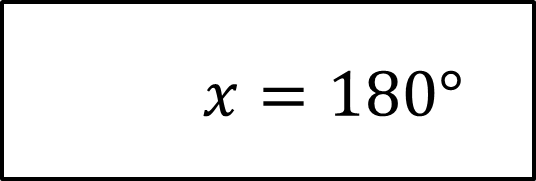 x = 180°